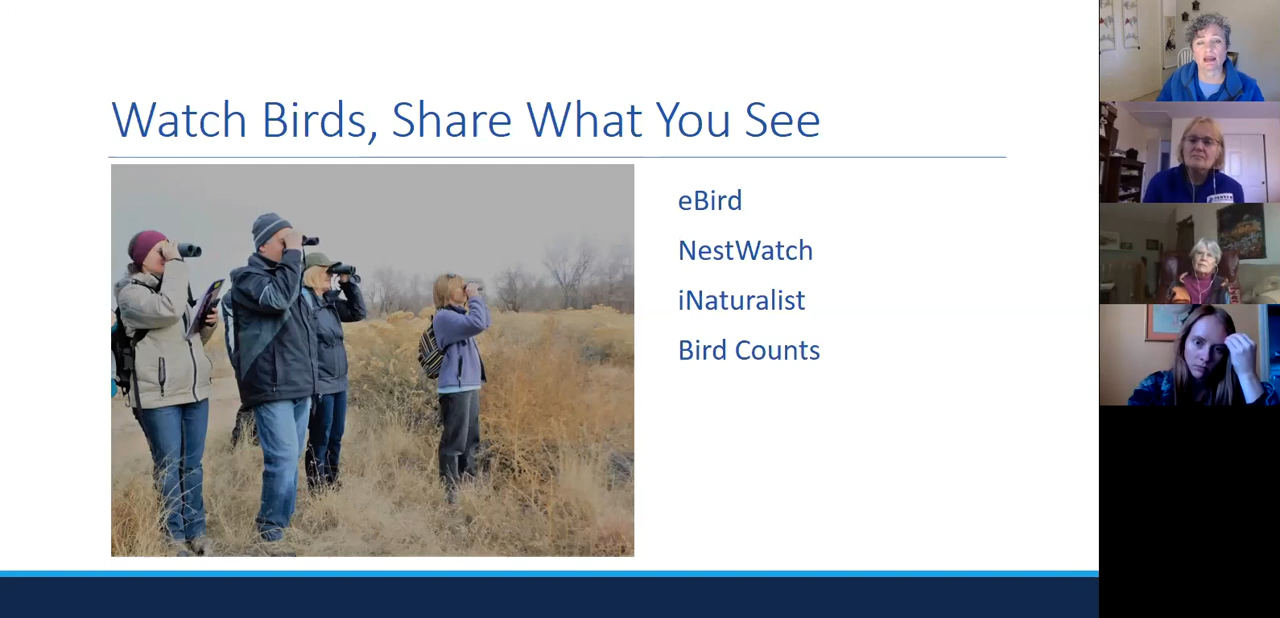 Watch Birds, Share What You See
eBird
NestWatch
iNaturalist
Bird Counts